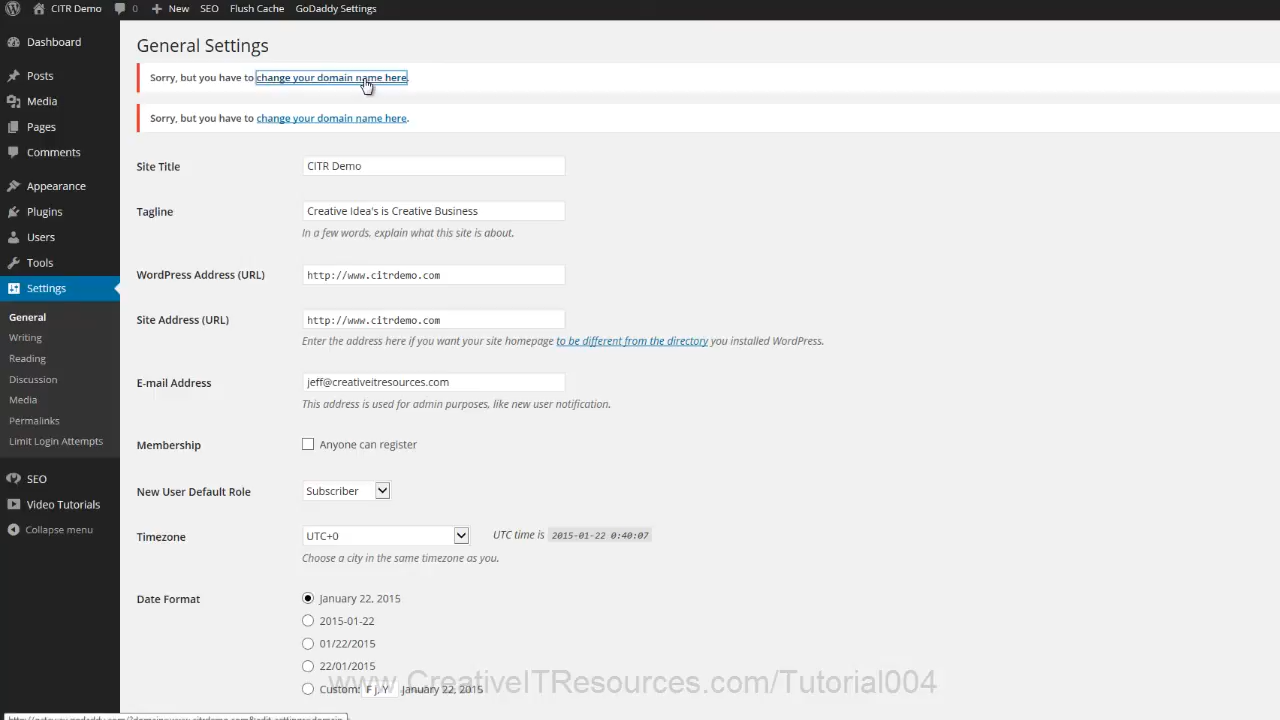 CITR Demo 0 New SEO Flush Cache GoDaddy Settings
Dashboard
Posts
Media
Pages
Comments
Appearance
Plugins
Users
Tools
Settings
General
Writing
Reading
Discussion
Media
Permalinks
Limit Login Attempts
SEO
Video Tutorials
Collapse menu
General Settings
Sorry, but you have to change your domain name here.
Sorry, but you have to change your domain name here.
Site Title CITR Demo
Tagline Creative Idea's is Creative Business
In a few words, explain what this site is about.
WordPress Address (URL) http://www.citrdemo.com
Site Address (URL) http://www.citrdemo.com
Enter the address here if you want your site homepage to be different from the directory you installed WordPress.
E-mail Address jeff@creativeitresources.com
This address is used for admin purposes, like new user notification.
Membership Anyone can register
New User Default Role Subscriber
Timezone UTC+0 UTC time is 2015-01-22 0:40:07
Choose a city in the same timezone as you.
Date Format January 22, 2015
2015-01-22
01/22/2015
22/01/2015
Custom: F j, Y January 22, 2015
www.CreativeITResources.com/Tutorial004